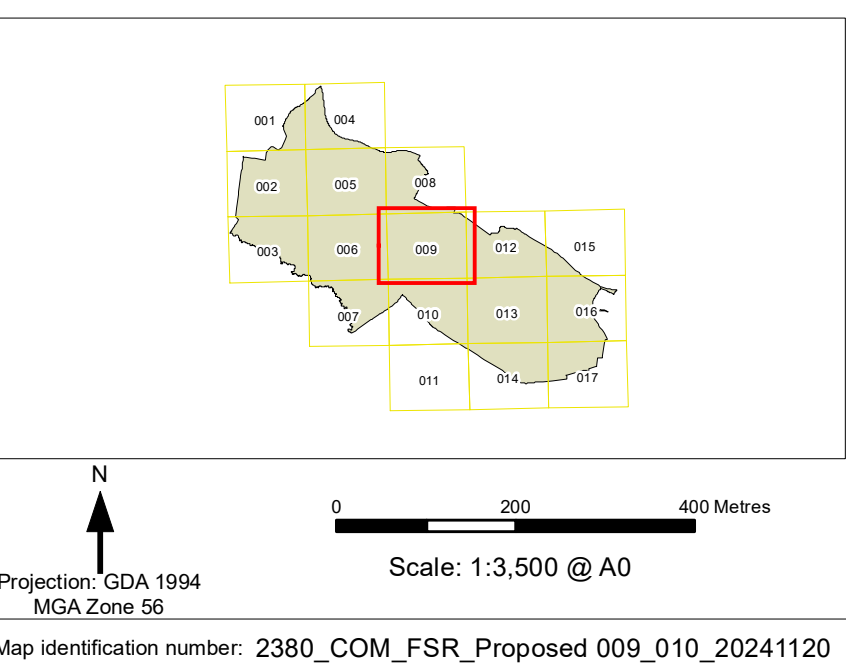 001 004
002 005 008
003 006 009 012 015
007 010 013 016
011 014 017
N
0 200 400 Metres
Scale: 1:3,500 @ A0
Projection: GDA 1994
MGA Zone 56
Map identification number: 2380_COM_FSR_Proposed 009_010_20241120